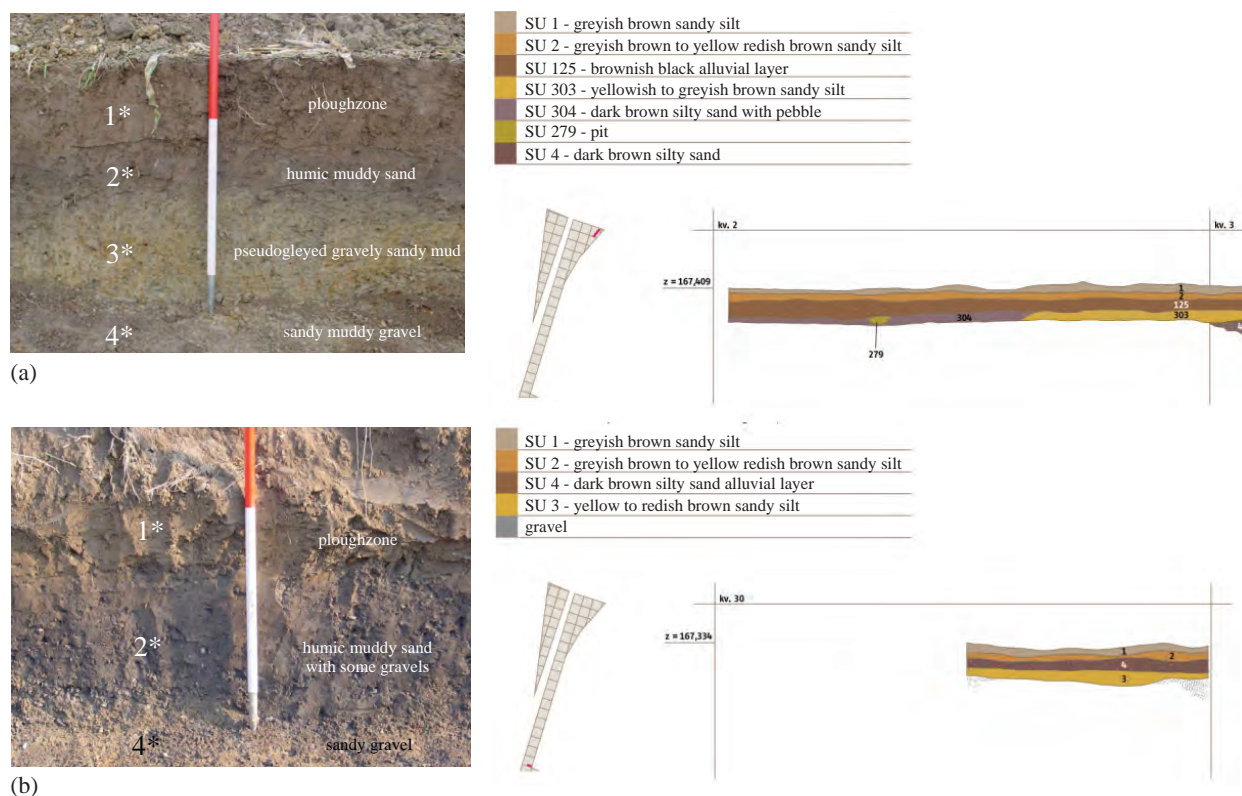 1*
ploughzone
2*
humic muddy sand
3*
pseudogleyed gravely sandy mud
4*
sandy muddy gravel
(a)
SU 1 - greyish brown sandy silt
SU 2 - greyish brown to yellow redish brown sandy silt
SU 125 - brownish black alluvial layer
SU 303 - yellowish to greyish brown sandy silt
SU 304 - dark brown silty sand with pebble
SU 279 - pit
SU 4 - dark brown silty sand
kv. 2
kv. 3
z = 167,409
1
2
125
304
303
4
279
1*
ploughzone
2*
humic muddy sand
with some gravels
4*
sandy gravel
(b)
SU 1 - greyish brown sandy silt
SU 2 - greyish brown to yellow redish brown sandy silt
SU 4 - dark brown silty sand alluvial layer
SU 3 - yellow to redish brown sandy silt
gravel
kv. 30
z = 167,334
1
2
4
3